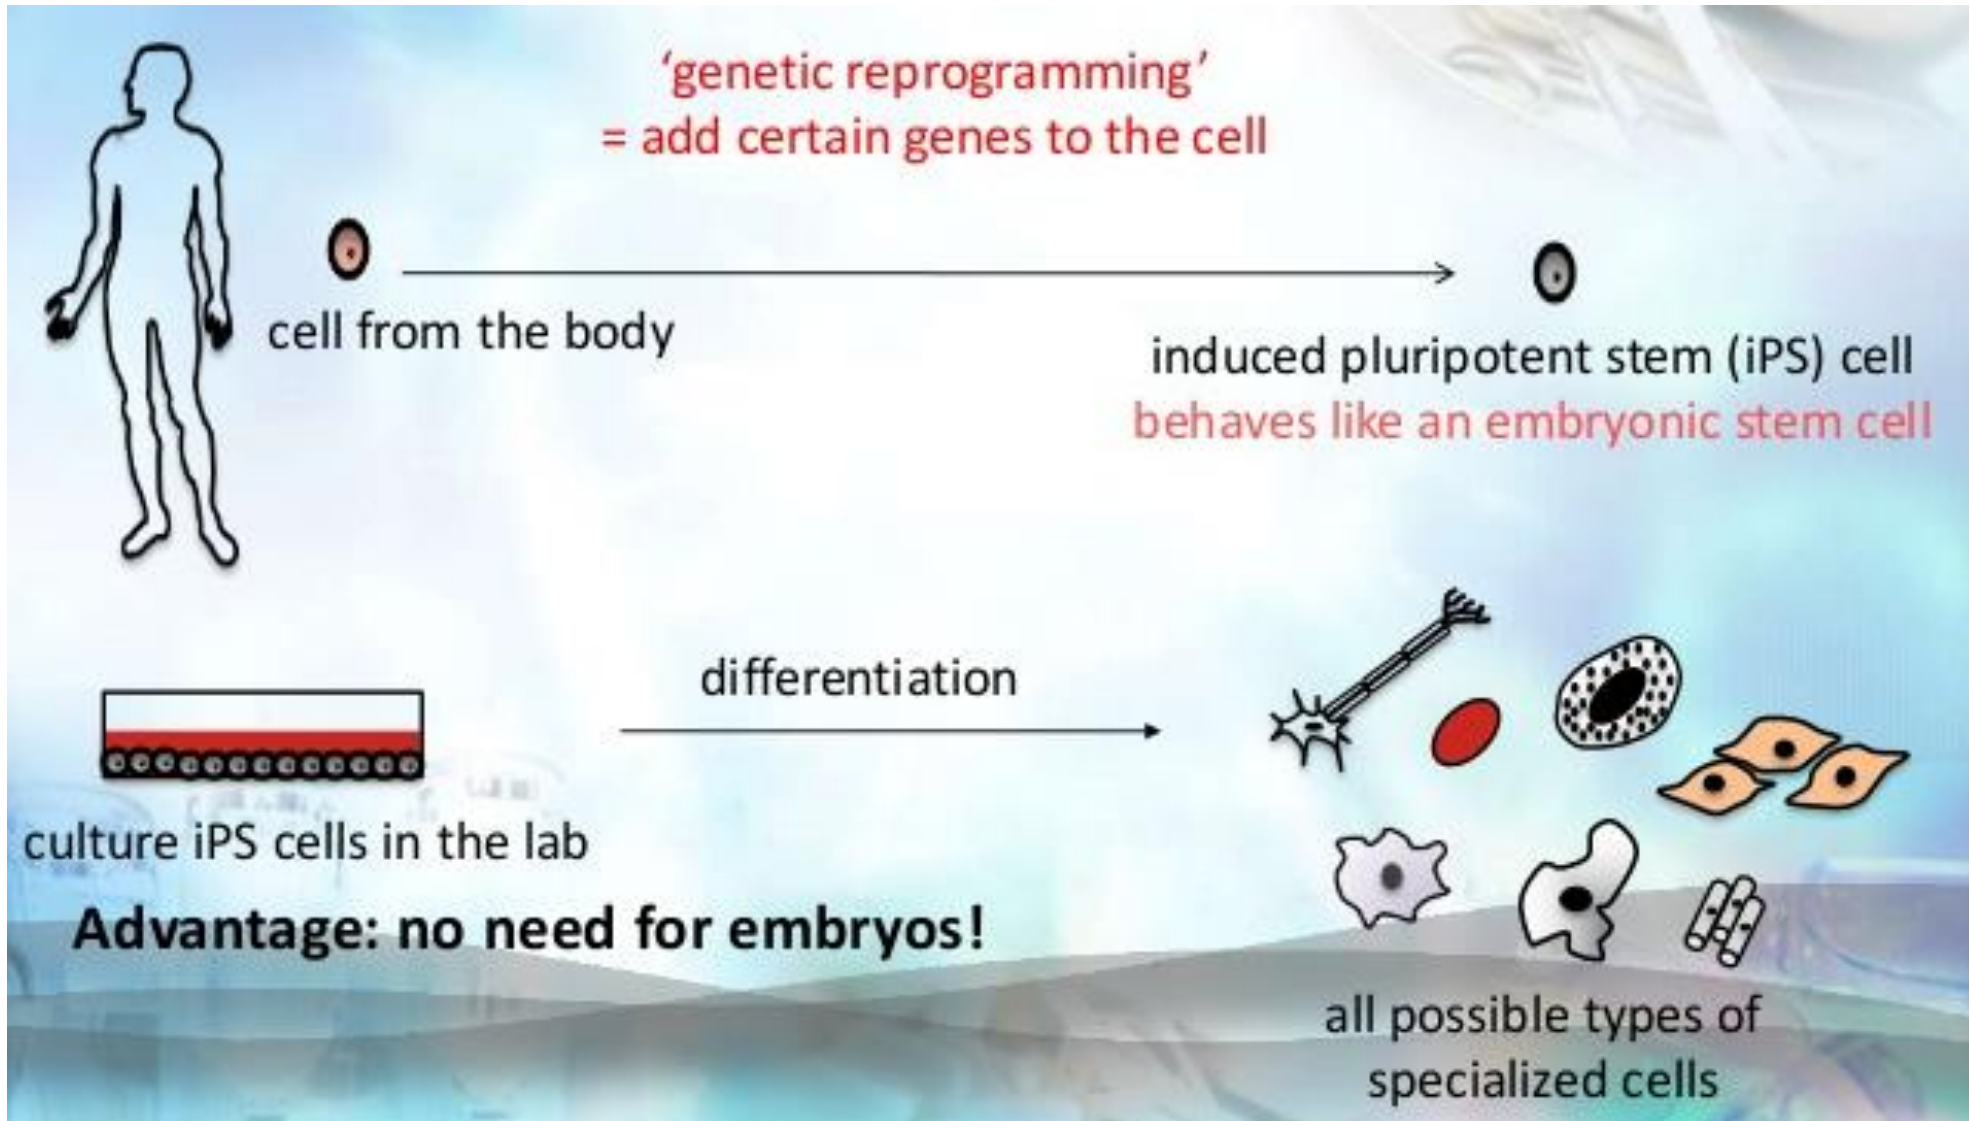 ‘genetic reprogramming’
= add certain genes to the cell
cell from the body
induced pluripotent stem (iPS) cell
behaves like an embryonic stem cell
differentiation
culture iPS cells in the lab
Advantage: no need for embryos!
all possible types of
specialized cells